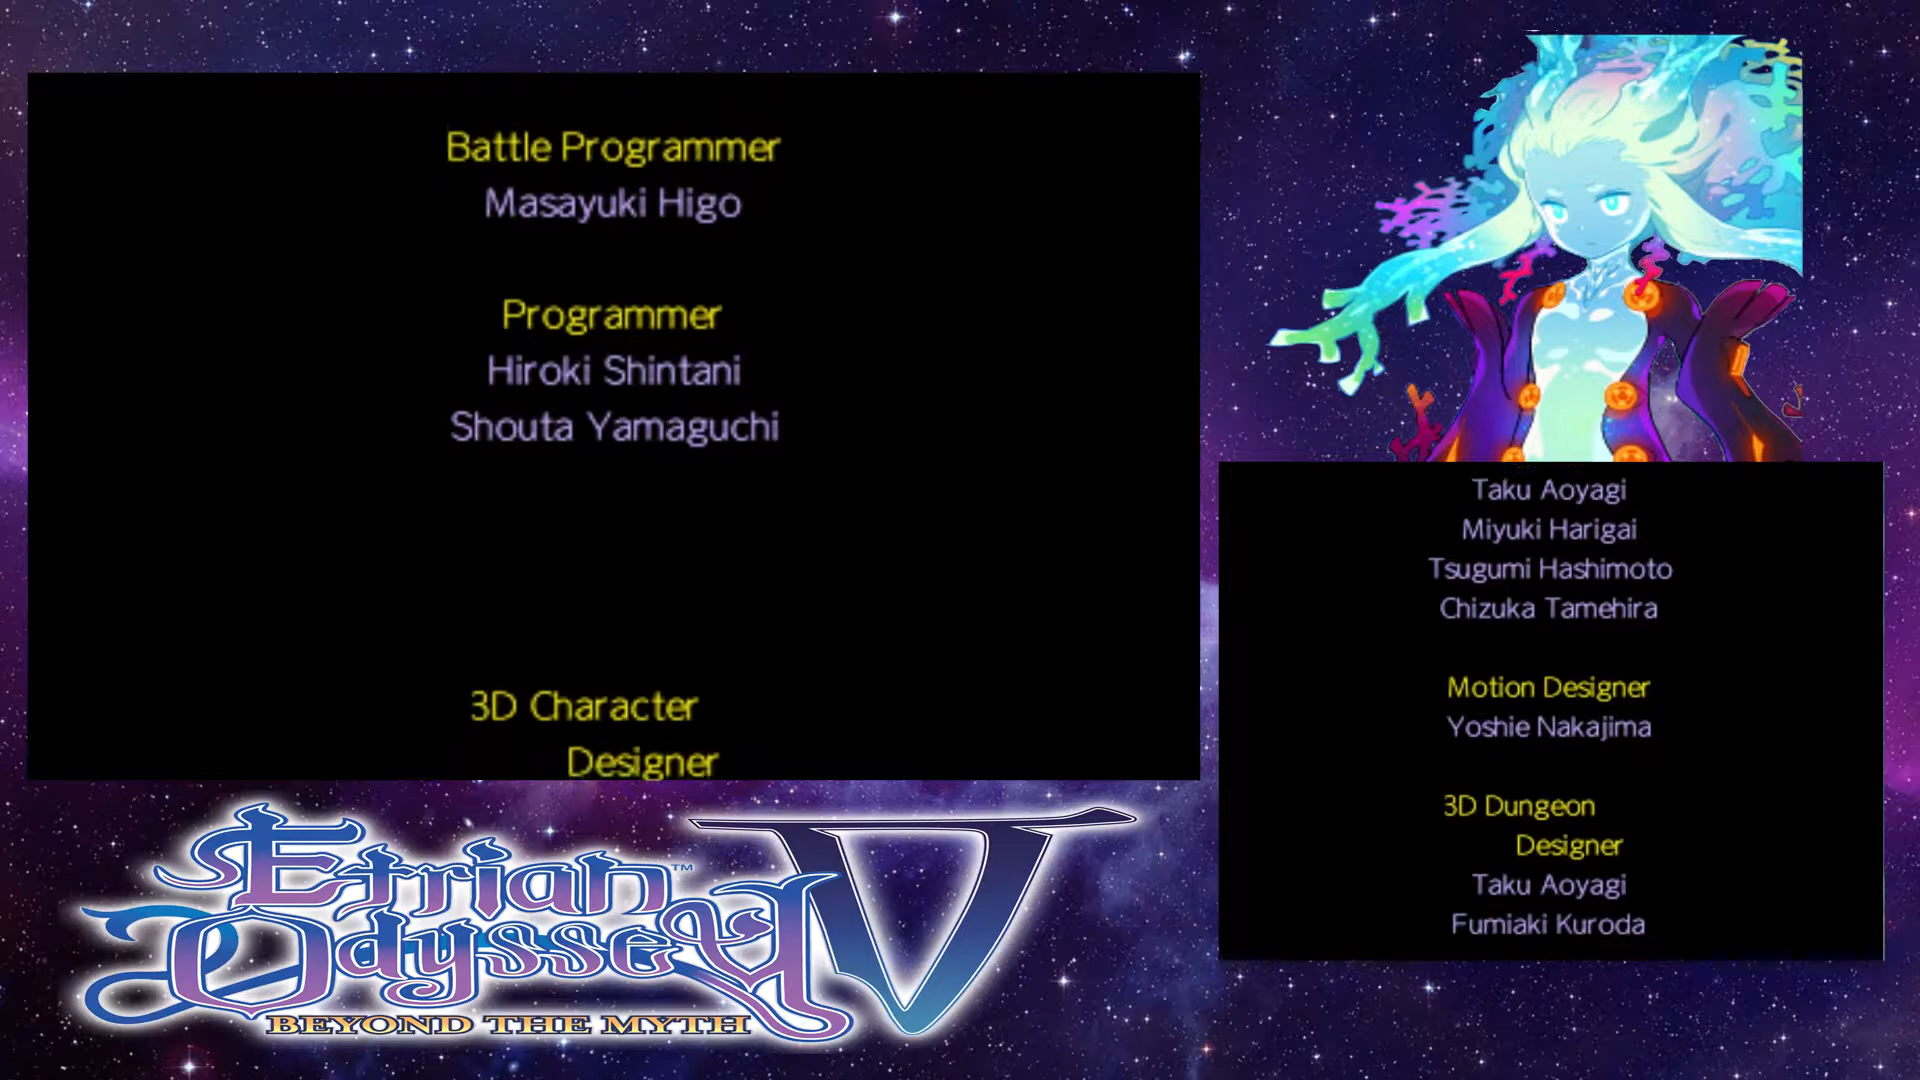 Battle Programmer
Masayuki Higo
Programmer
Hiroki Shintani
Shouta Yamaguchi
3D Character
Designer
Taku Aoyagi
Miyuki Harigai
Tsugumi Hashimoto
Chizuka Tamehira
Motion Designer
Yoshie Nakajima
3D Dungeon
Designer
Taku Aoyagi
Fumiaki Kuroda
Etrian™
Odyssey V
BEYOND THE MYTH